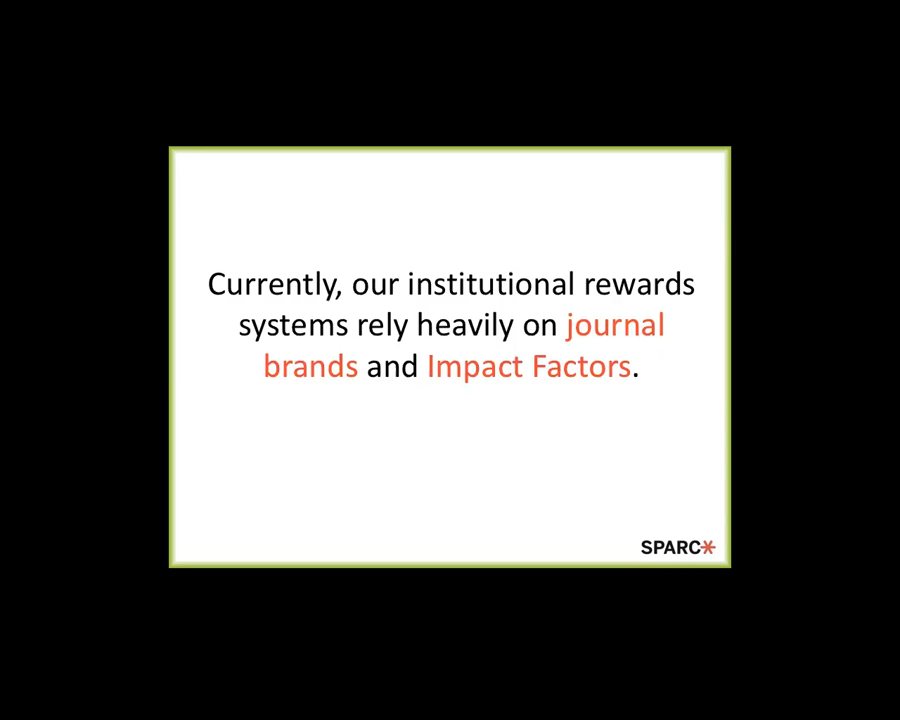 Currently, our institutional rewards
systems rely heavily on journal
brands and Impact Factors.
SPARC